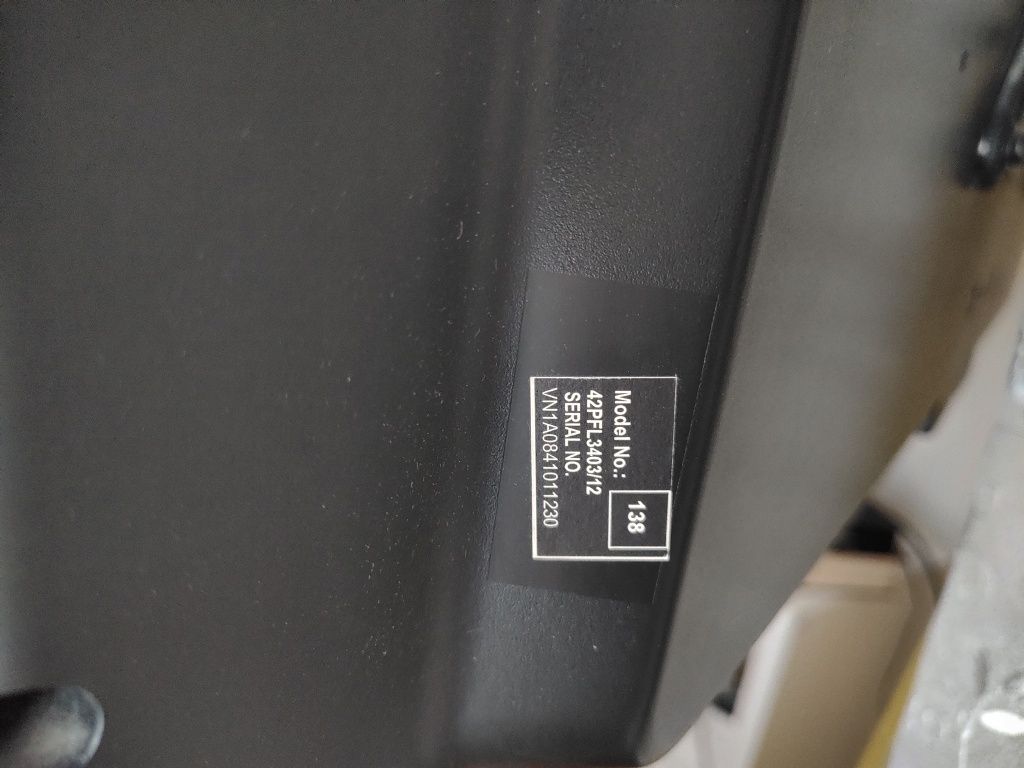 Model No.:
138
42PFL3403/12
SERIAL NO.
VN1A0841011230